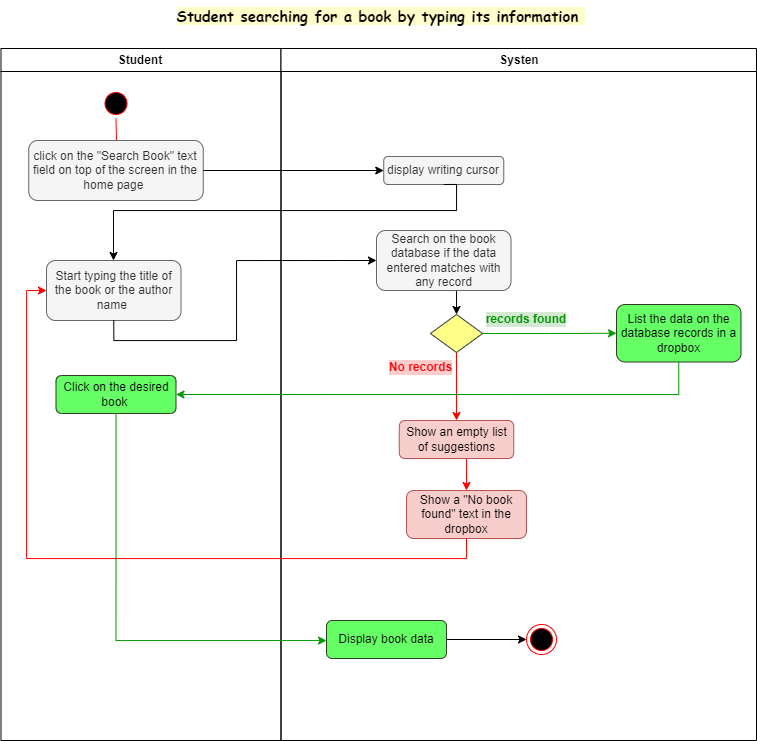 Student searching for a book by typing its information
Student
Systen
click on the "Search Book" text
field on top of the screen in the
home page
display writing cursor
Start typing the title of
the book or the author
name
Search on the book
database if the data
entered matches with
any record
records found
List the data on the
database records in a
dropbox
No records
Click on the desired
book
Show an empty list
of suggestions
Show a "No book
found" text in the
dropbox
Display book data